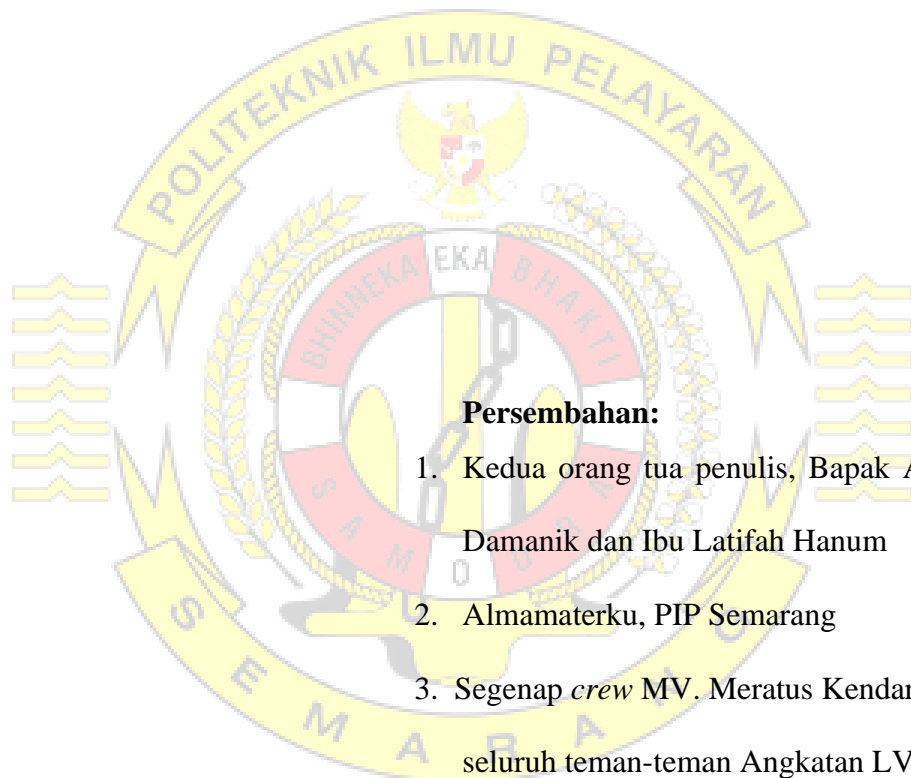 POLITEKNIK ILMU PELAYARAN
BHINNEKA EKA BHAKTI
SAMODRA
SEMARANG
Persembahan:
1. Kedua orang tua penulis, Bapak
Damanik dan Ibu Latifah Hanum
2. Almamaterku, PIP Semarang
3. Segenap crew MV. Meratus
seluruh teman-teman Angkatan